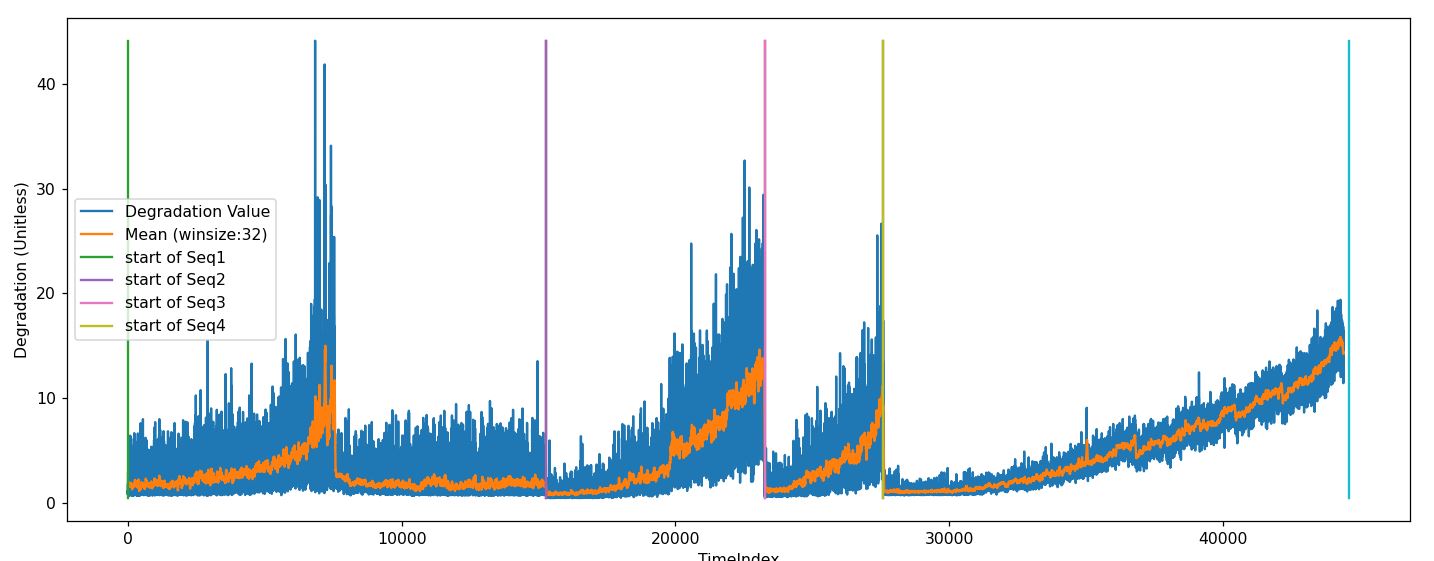 40
30
20
10
0
Degradation (Unitless)
Degradation Value
Mean (winsize:32)
start of Seq1
start of Seq2
start of Seq3
start of Seq4
0 10000 20000 30000 40000
TimeIndex